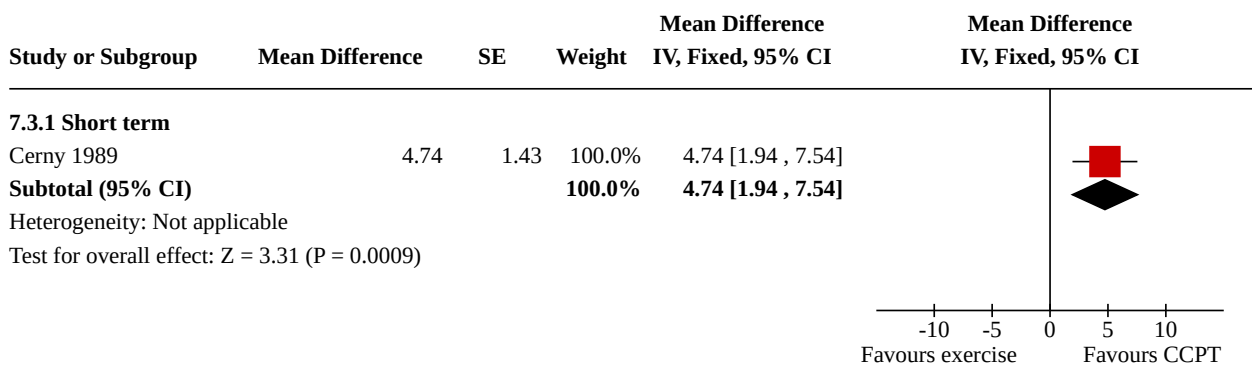 Mean Difference Mean Difference
Study or Subgroup Mean Difference SE Weight IV, Fixed, 95% CI IV, Fixed, 95% CI
7.3.1 Short term
Cerny 1989 4.74 1.43 100.0% 4.74 [1.94 , 7.54]
Subtotal (95% CI) 100.0% 4.74 [1.94 , 7.54]
Heterogeneity: Not applicable
Test for overall effect: Z = 3.31 (P = 0.0009)
-10 -5 0 5 10
Favours exercise Favours CCPT